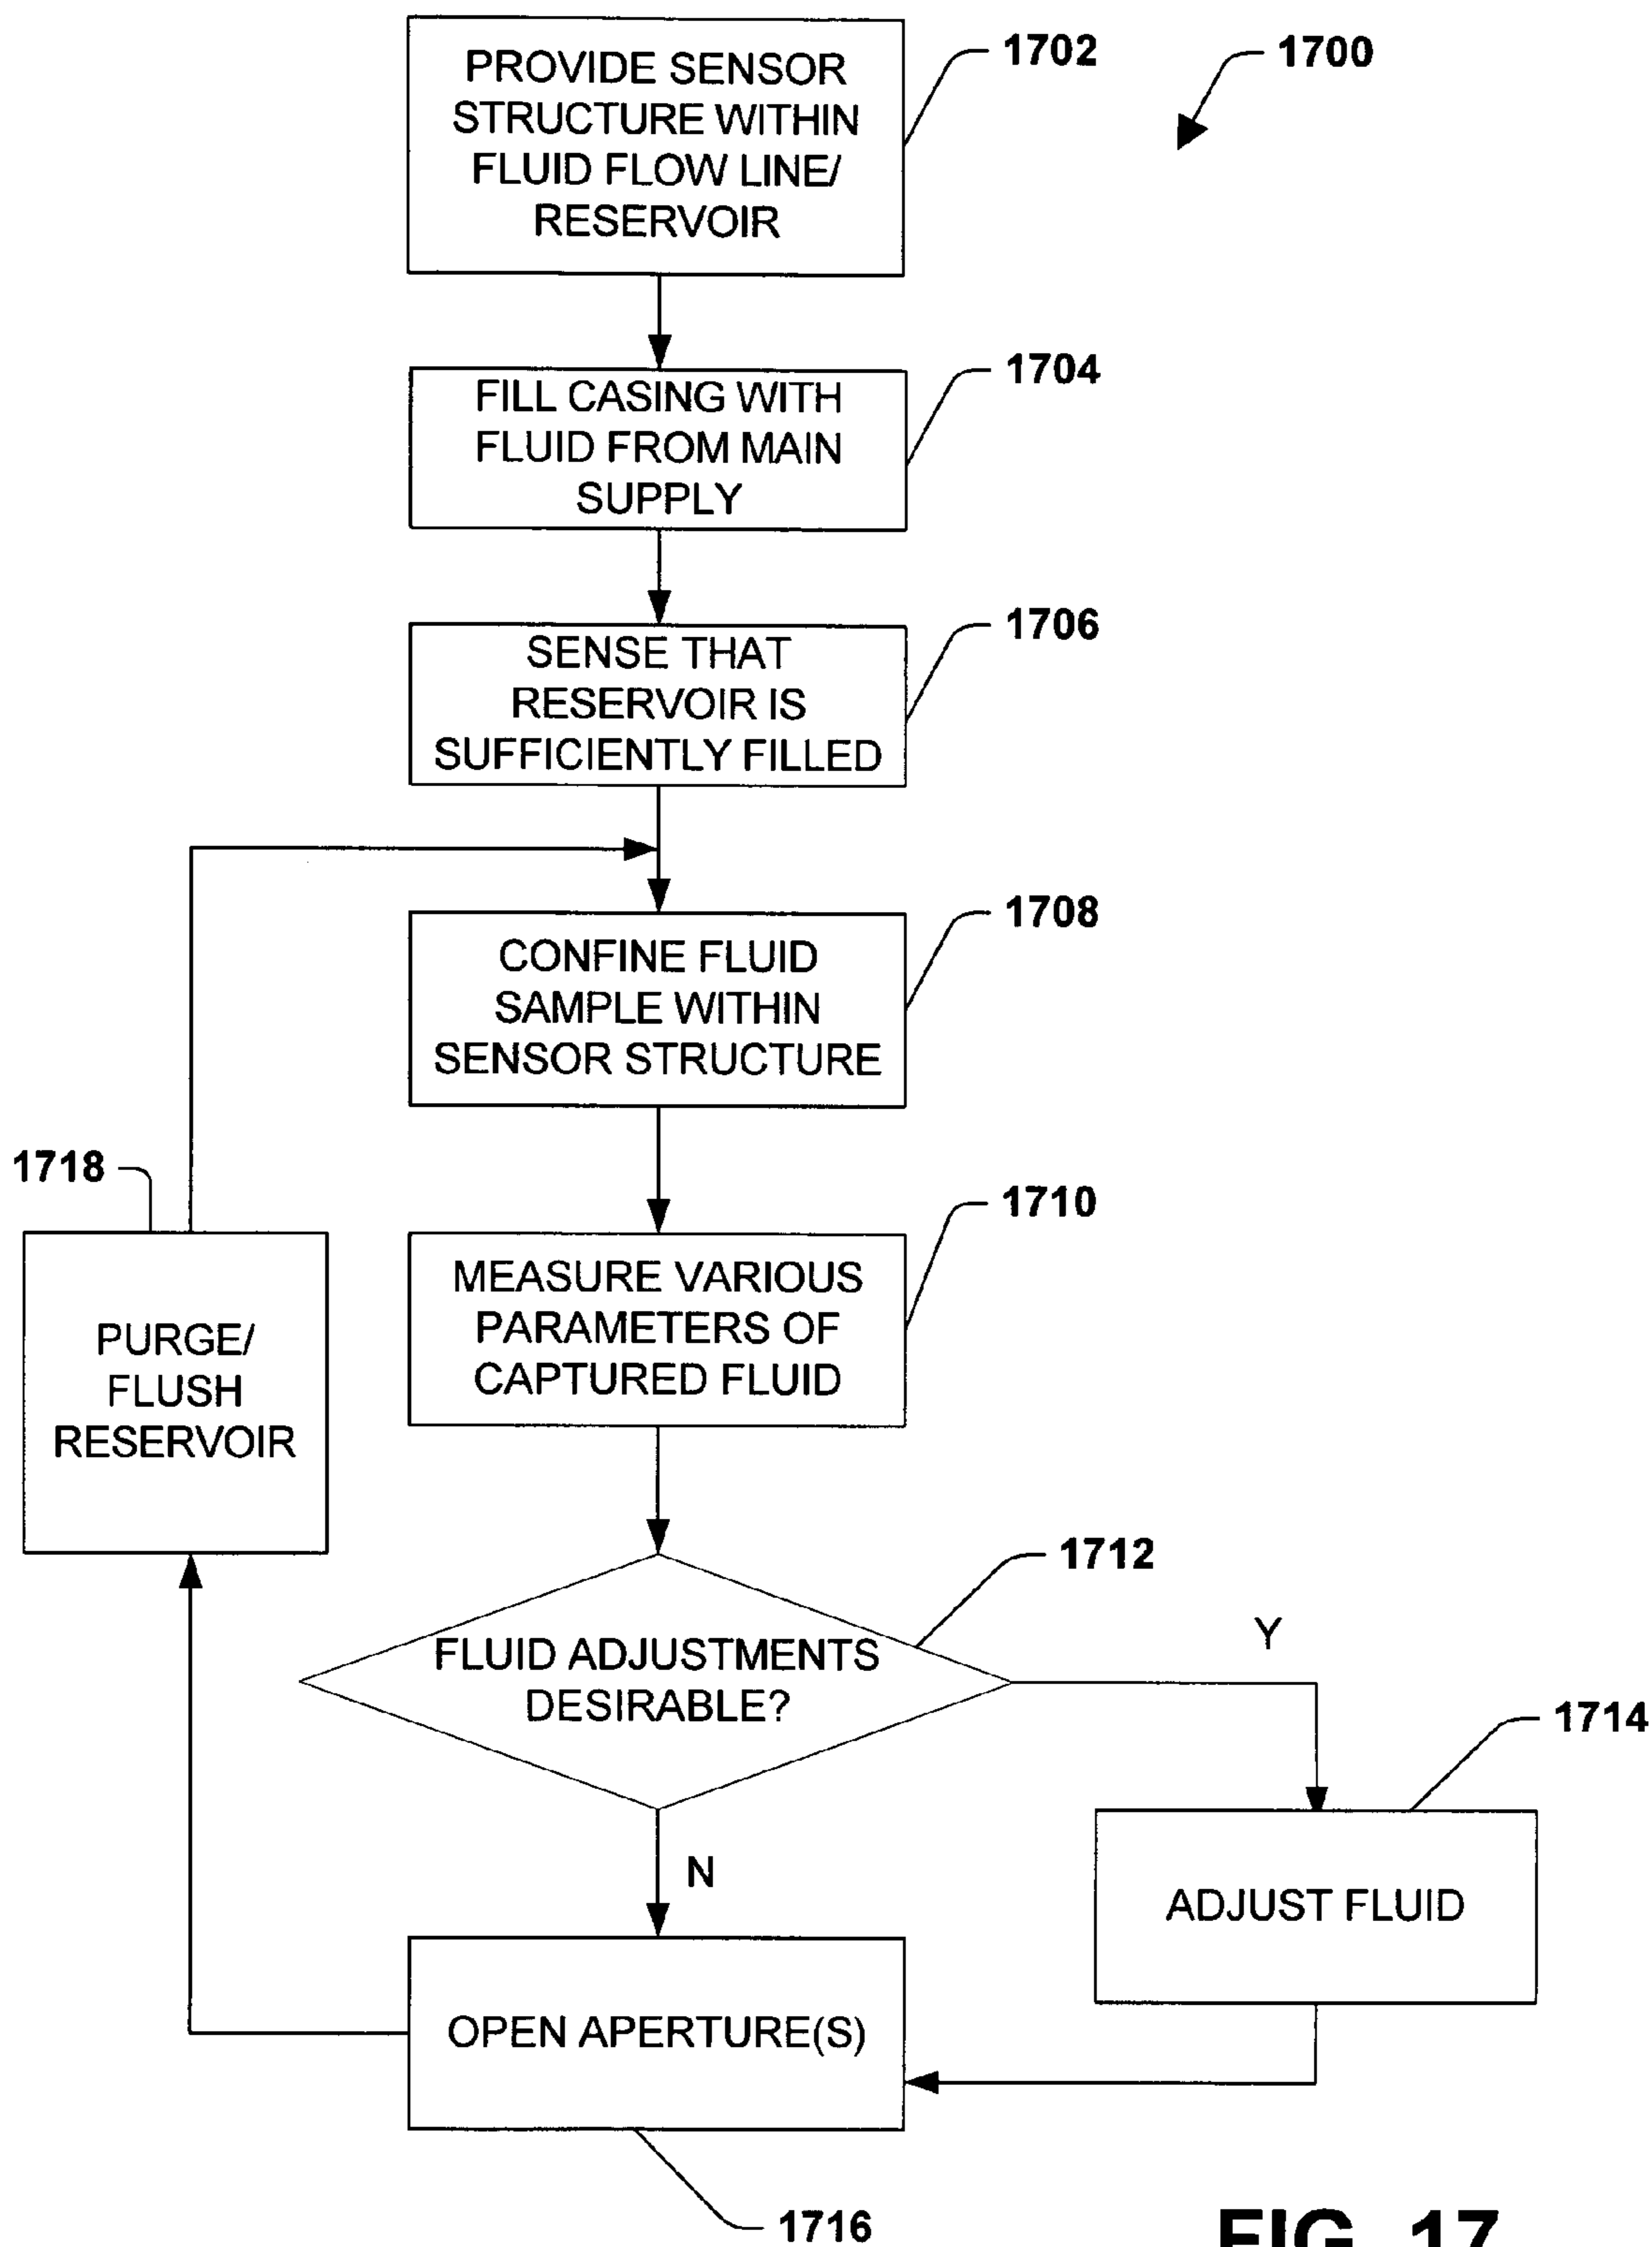 PROVIDE SENSOR
STRUCTURE WITHIN
FLUID FLOW LINE/
RESERVOIR
1702
1700
FILL CASING WITH
FLUID FROM MAIN
SUPPLY
1704
SENSE THAT
RESERVOIR IS
SUFFICIENTLY FILLED
1706
CONFINE FLUID
SAMPLE WITHIN
SENSOR STRUCTURE
1708
1718
PURGE/
FLUSH
RESERVOIR
MEASURE VARIOUS
PARAMETERS OF
CAPTURED FLUID
1710
FLUID ADJUSTMENTS
DESIRABLE?
1712
Y
N
1714
ADJUST FLUID
OPEN APERTURE(S)
1716
FIG. 17